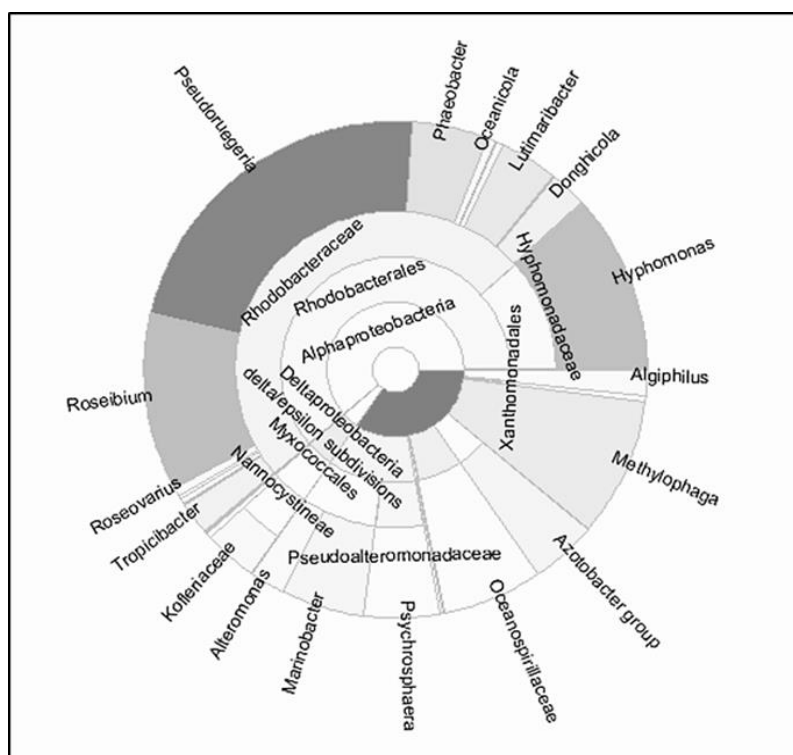 Phaeobacter
Oceanicola
Lutimaribacter
Donghicola
Hyphomonas
Pseudoruegeria
Rhodobacteraceae
Rhodobacterales
Alphaproteobacteria
Hyphomonadaceae
Xanthomonadales
Algiphilus
Methylophaga
Azotobacter group
Oceanospirillaceae
Psychrosphaera
Pseudoalteromonadaceae
Marinobacter
Alteromonas
Kofleriaceae
Tropicibacter
Roseovarius
Roseibium
Nannocystineae
Myxococcales
delta/epsilon subdivisions
Deltaproteobacteria